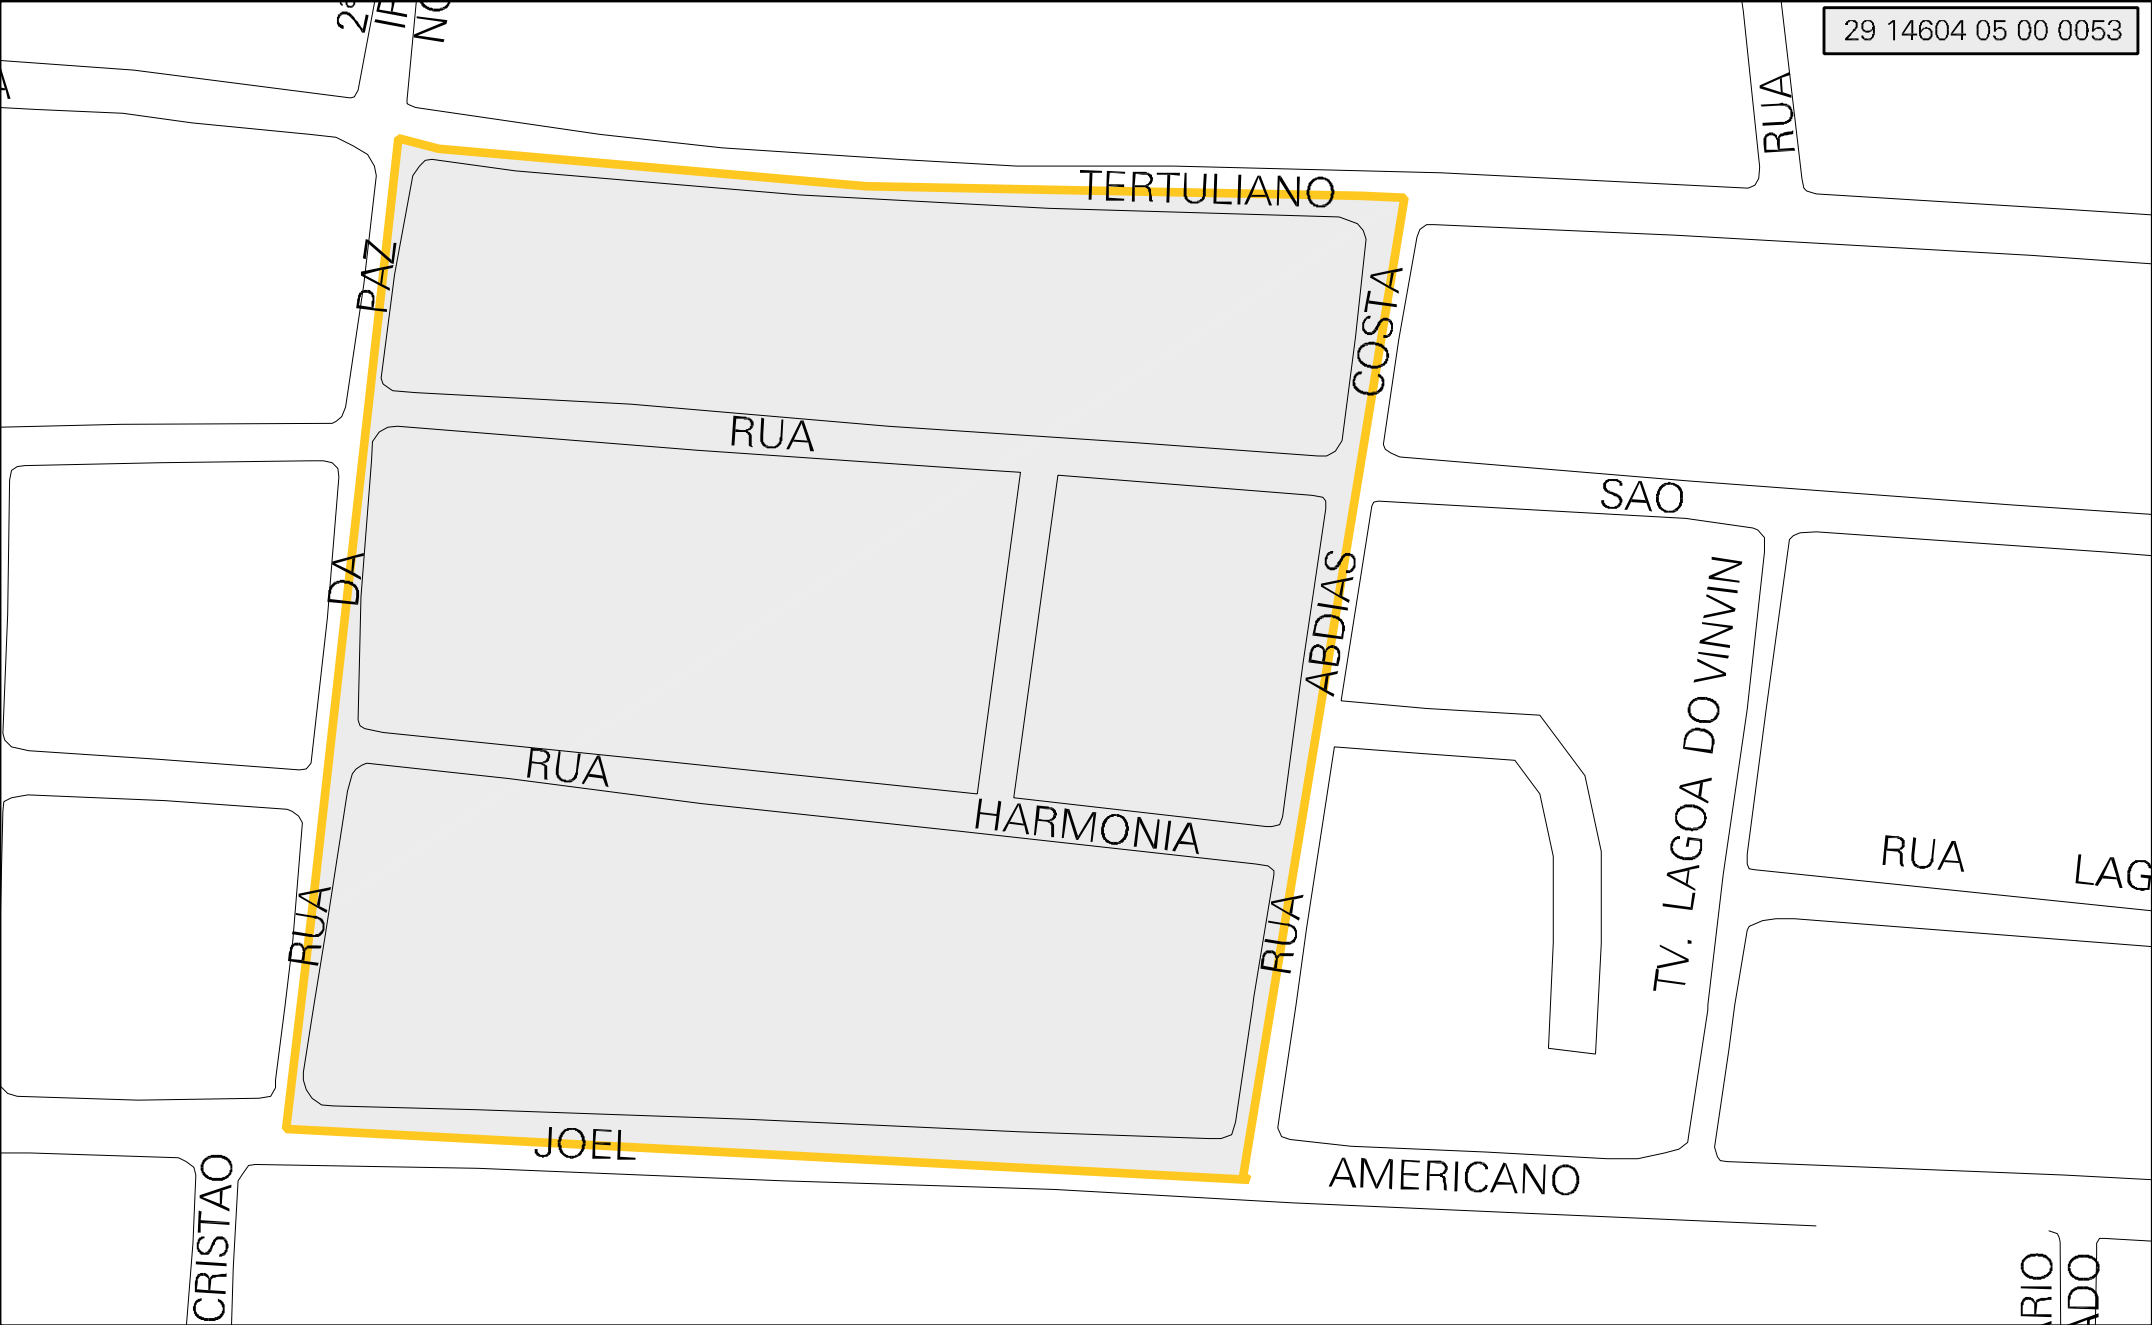 29 14604 05 00 0053
RUA
TERTULIANO
PAZ
COSTA
RUA
SAO
DA
ABDIAS
TV. LAGOA DO VINVIN
RUA
HARMONIA
RUA
LAG
RUA
RUA
JOEL
AMERICANO
CRISTAO
ARIO
ADO